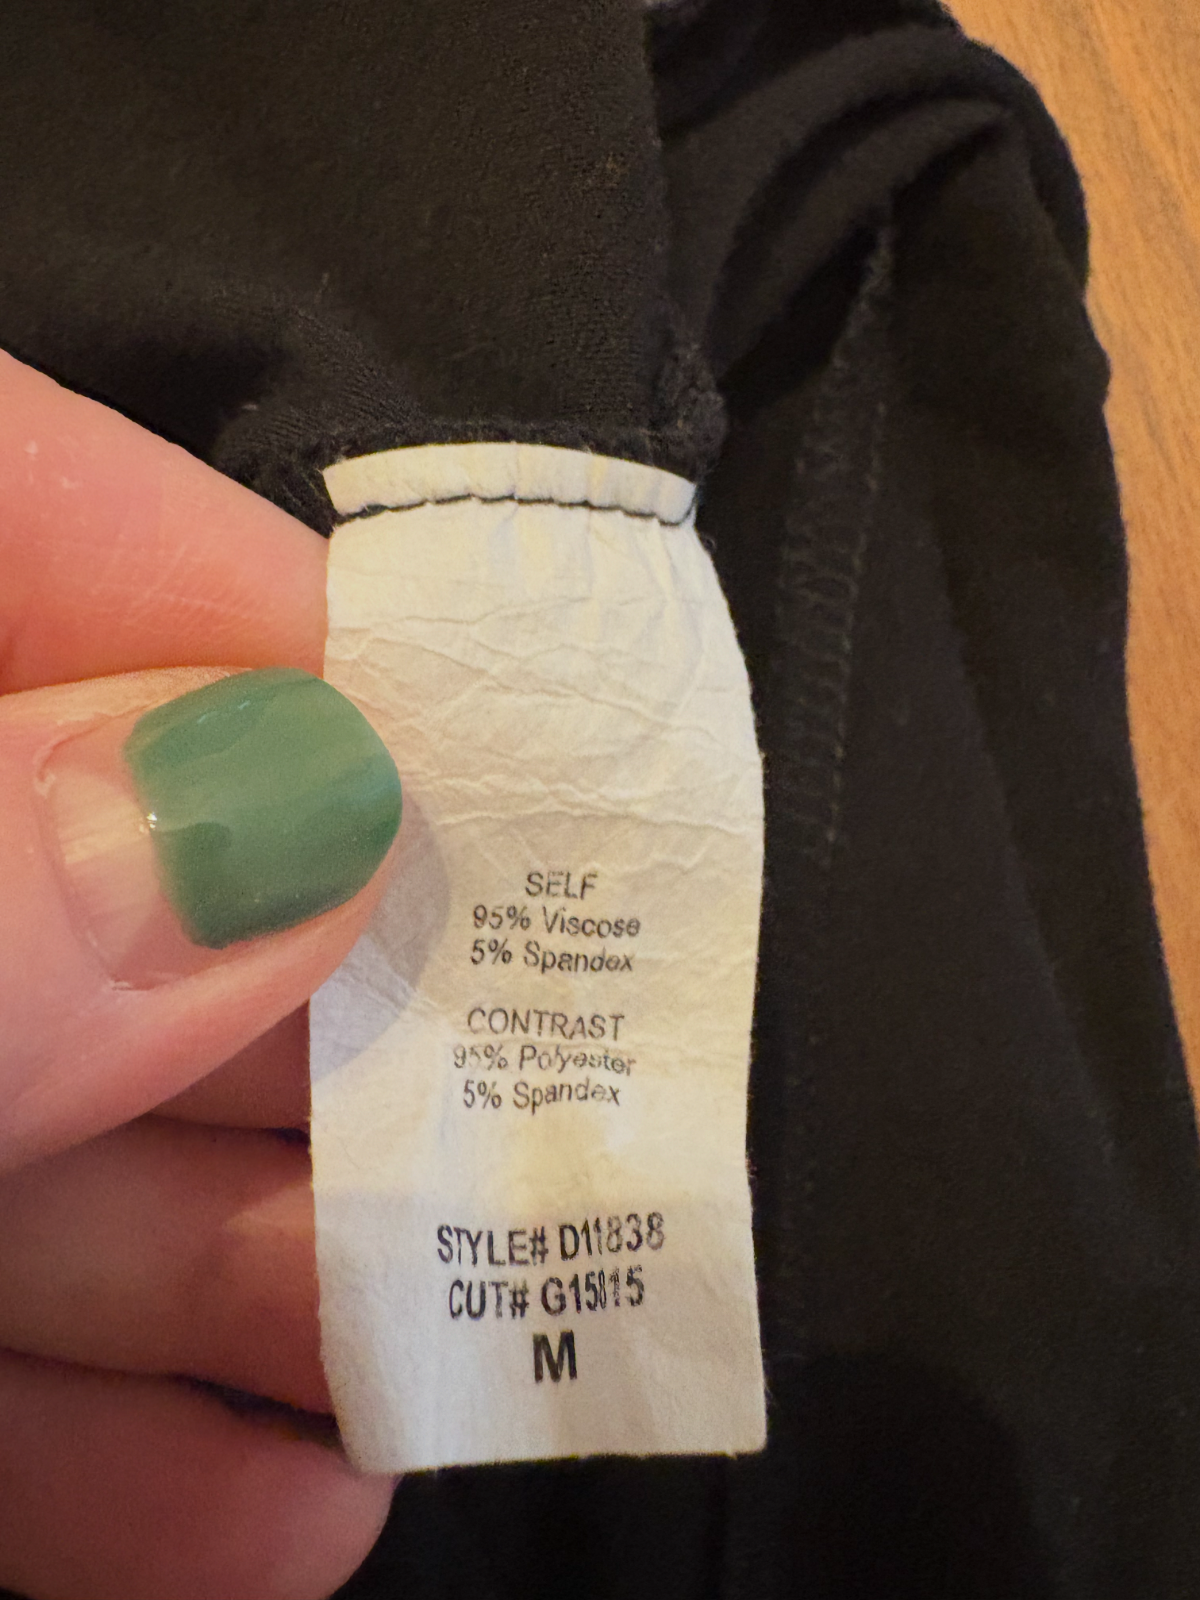 SELF
95% Viscose
5% Spandex
CONTRAST
95% Polyester
5% Spandex
STYLE# D11838
CUT# G15815
M